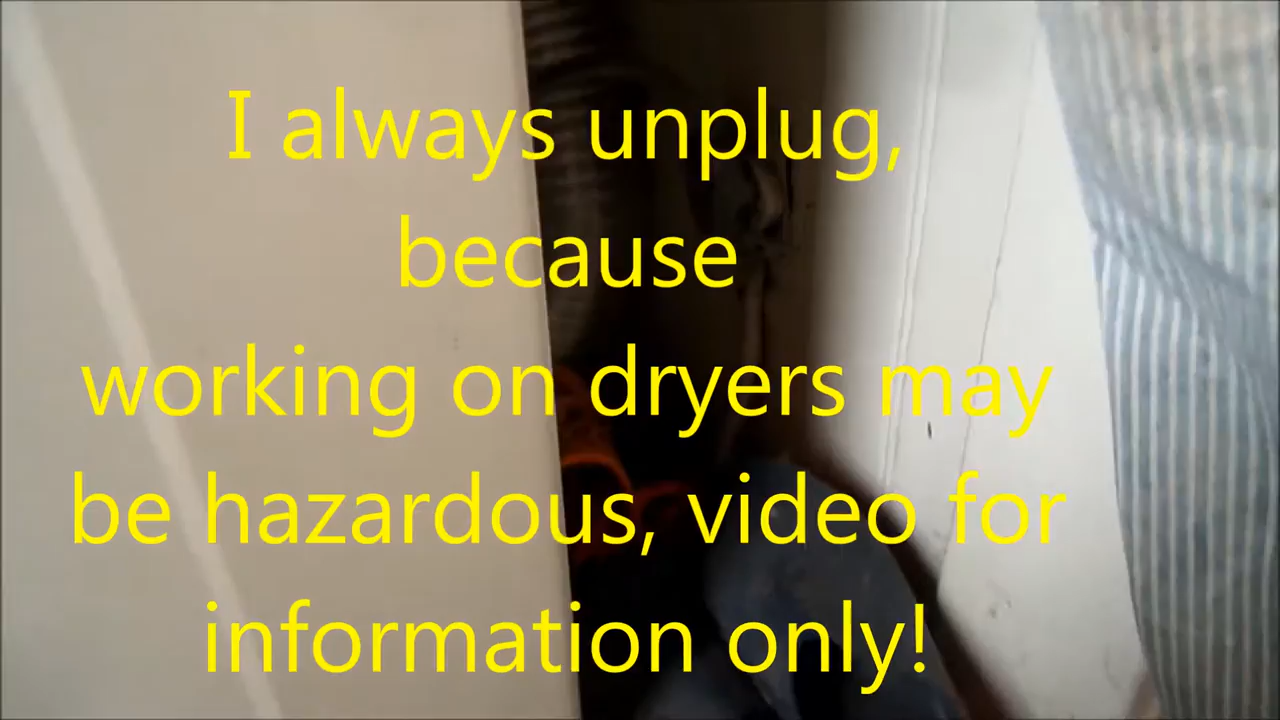 I always unplug,
because
working on dryers may
be hazardous, video for
information only!